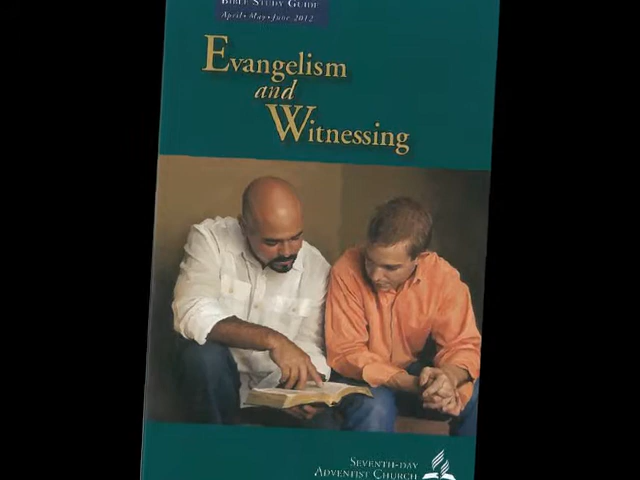 BIBLE STUDY GUIDE
April • May • June 2012
Evangelism
and
Witnessing
SEVENTH-DAY
ADVENTIST CHURCH